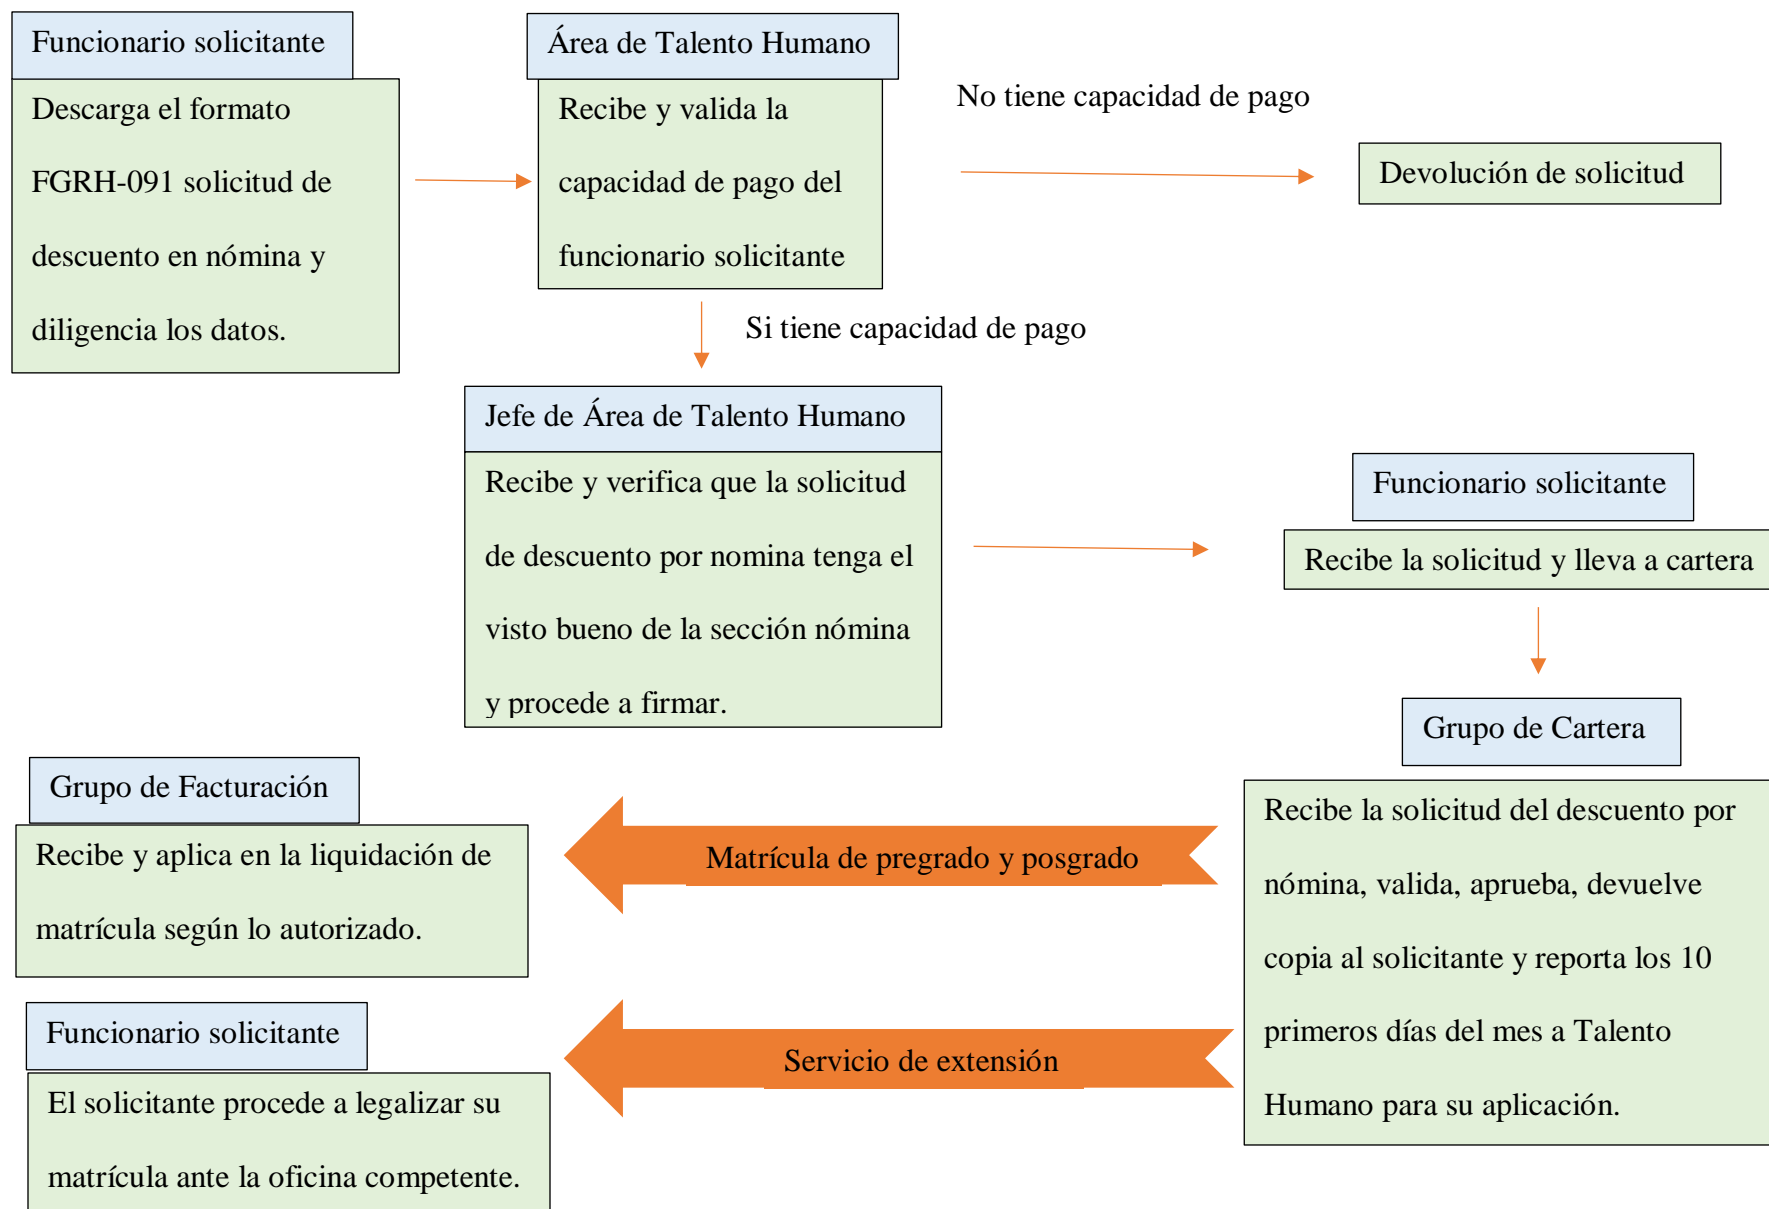 Funcionario solicitante
Descarga el formato
FGRH-091 solicitud de
descuento en nómina y
diligencia los datos.
Área de Talento Humano
Recibe y valida la
capacidad de pago del
funcionario solicitante
No tiene capacidad de pago
Devolución de solicitud
Si tiene capacidad de pago
Jefe de Área de Talento Humano
Recibe y verifica que la solicitud
de descuento por nomina tenga el
visto bueno de la sección nómina
y procede a firmar.
Funcionario solicitante
Recibe la solicitud y lleva a cartera
Grupo de Cartera
Recibe la solicitud del descuento por
nómina, valida, aprueba, devuelve
copia al solicitante y reporta los 10
primeros días del mes a Talento
Humano para su aplicación.
Matrícula de pregrado y posgrado
Grupo de Facturación
Recibe y aplica en la liquidación de
matrícula según lo autorizado.
Servicio de extensión
Funcionario solicitante
El solicitante procede a legalizar su
matrícula ante la oficina competente.